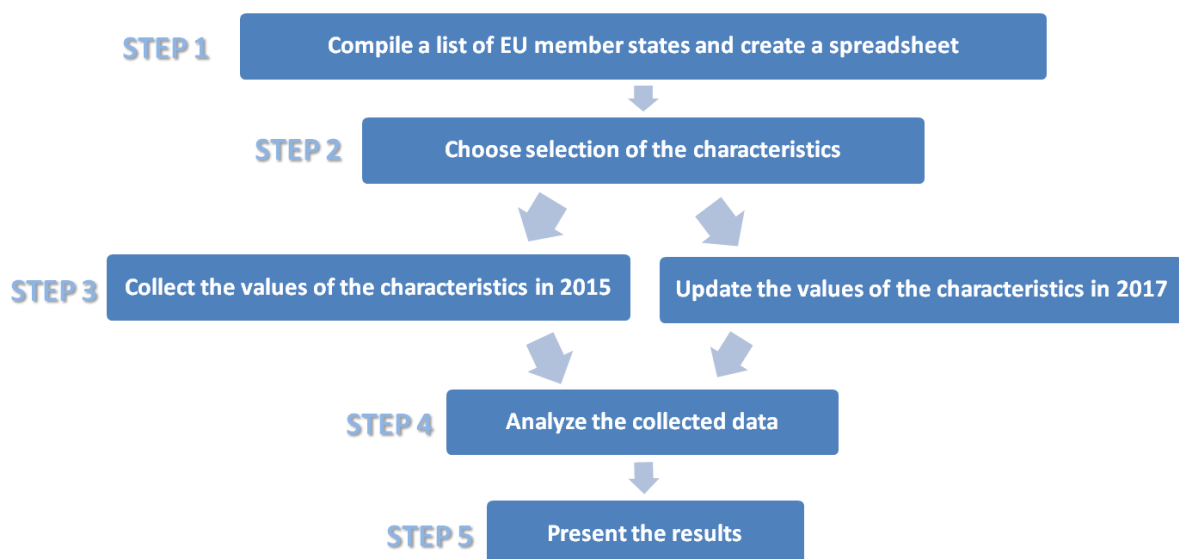 STEP 1
Compile a list of EU member states and create a spreadsheet
STEP 2
Choose selection of the characteristics
STEP 3
Collect the values of the characteristics in 2015
Update the values of the characteristics in 2017
STEP 4
Analyze the collected data
STEP 5
Present the results